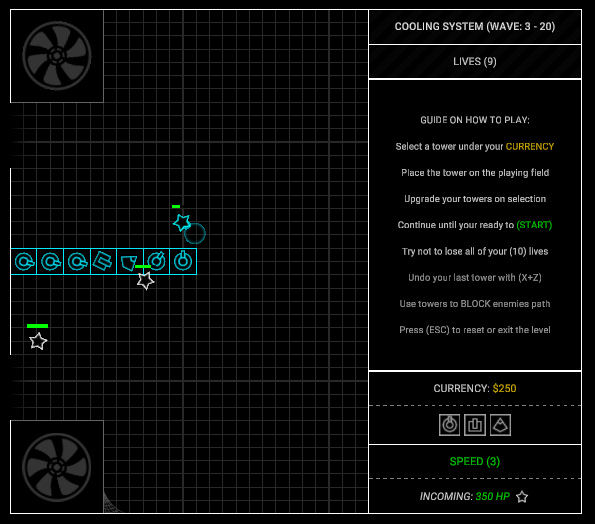 COOLING SYSTEM (WAVE: 3 - 20)
LIVES (9)
GUIDE ON HOW TO PLAY:
Select a tower under your CURRENCY
Place the tower on the playing field
Upgrade your towers on selection
Continue until your ready to (START)
Try not to lose all of your (10) lives
Undo your last tower with (X+Z)
Use towers to BLOCK enemies path
Press (ESC) to reset or exit the level
CURRENCY: $250
SPEED (3)
INCOMING: 350 HP